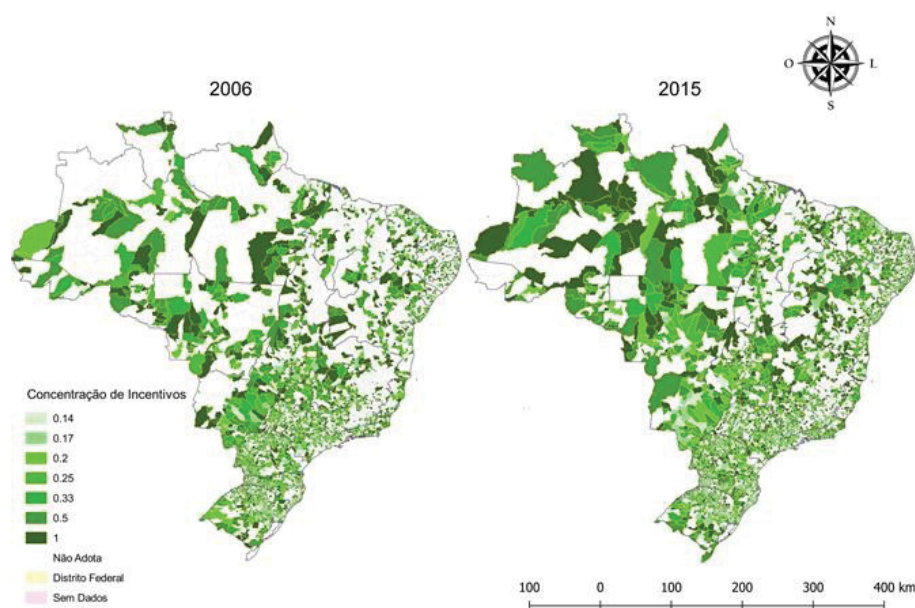 N
O
L
S
2006
2015
Concentração de Incentivos
0.14
0.17
0.2
0.25
0.33
0.5
1
Não Adota
Distrito Federal
Sem Dados
100 0 100 200 300 400 km